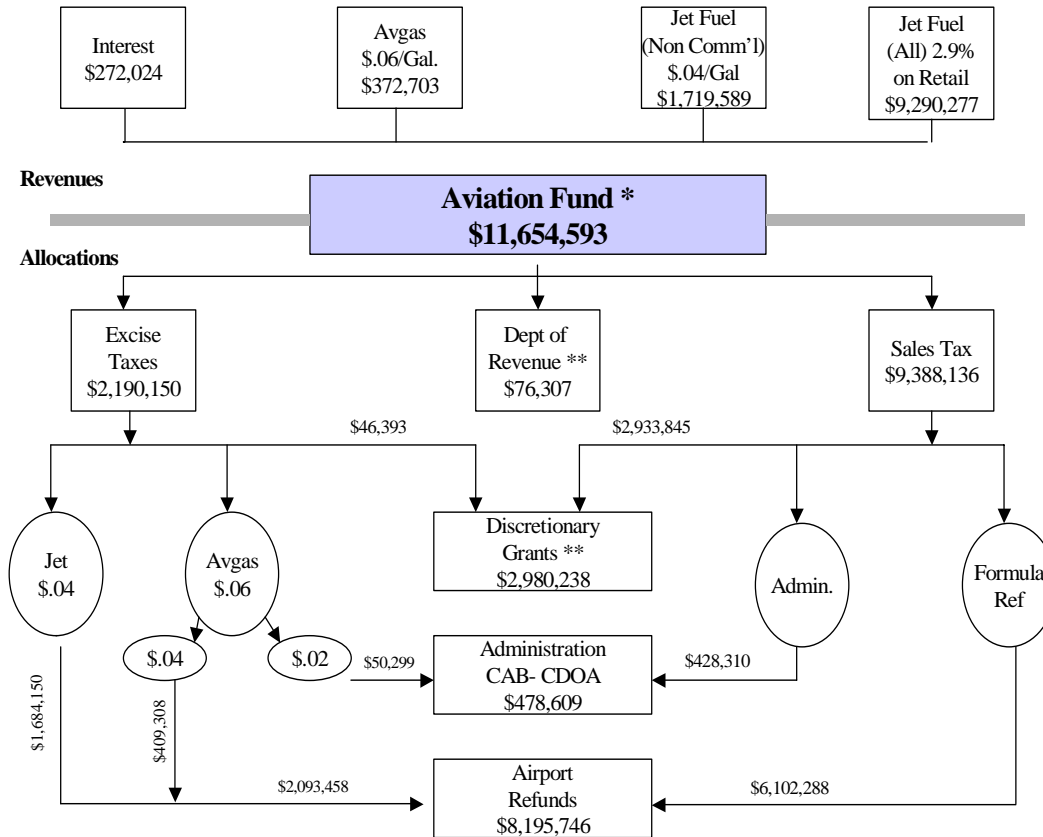 Interest
$272,024
Avgas
$.06/Gal.
$372,703
Jet Fuel
(Non Comm’l)
$.04/Gal
$1,719,589
Jet Fuel
(All) 2.9%
on Retail
$9,290,277
Revenues
Aviation Fund *
$11,654,593
Allocations
Excise
Taxes
$2,190,150
Dept of
Revenue **
$76,307
Sales Tax
$9,388,136
$46,393
$2,933,845
Jet
$.04
Avgas
$.06
Discretionary
Grants **
$2,980,238
Admin.
Formula
Ref
$.04
$.02
$50,299
Administration
CAB- CDOA
$478,609
$428,310
$1,684,150
$409,308
$2,093,458
Airport
Refunds
$8,195,746
$6,102,288